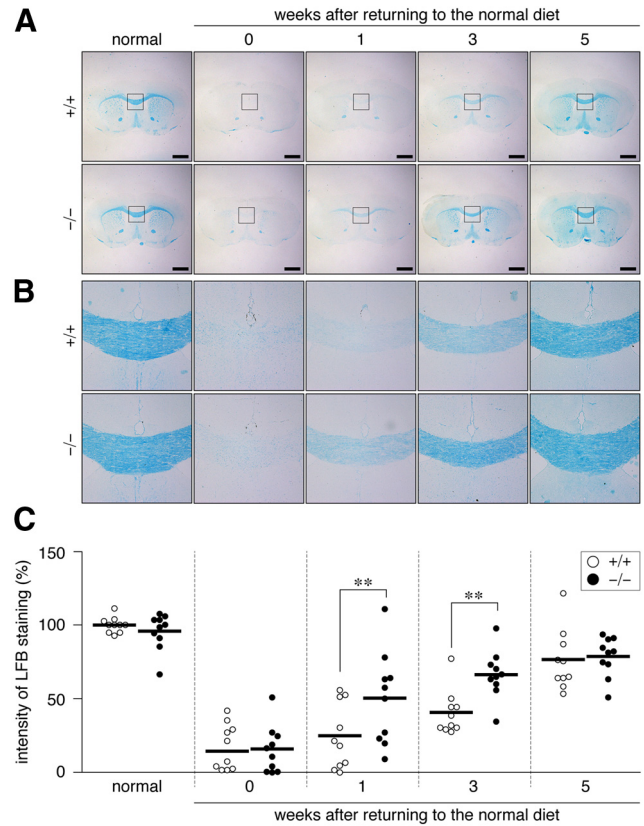 A
weeks after returning to the normal diet
normal 0 1 3 5
+/+
−/−
B
+/+
−/−
C
intensity of LFB staining (%)
150
100
50
0
** **
+/+
−/−
normal 0 1 3 5
weeks after returning to the normal diet